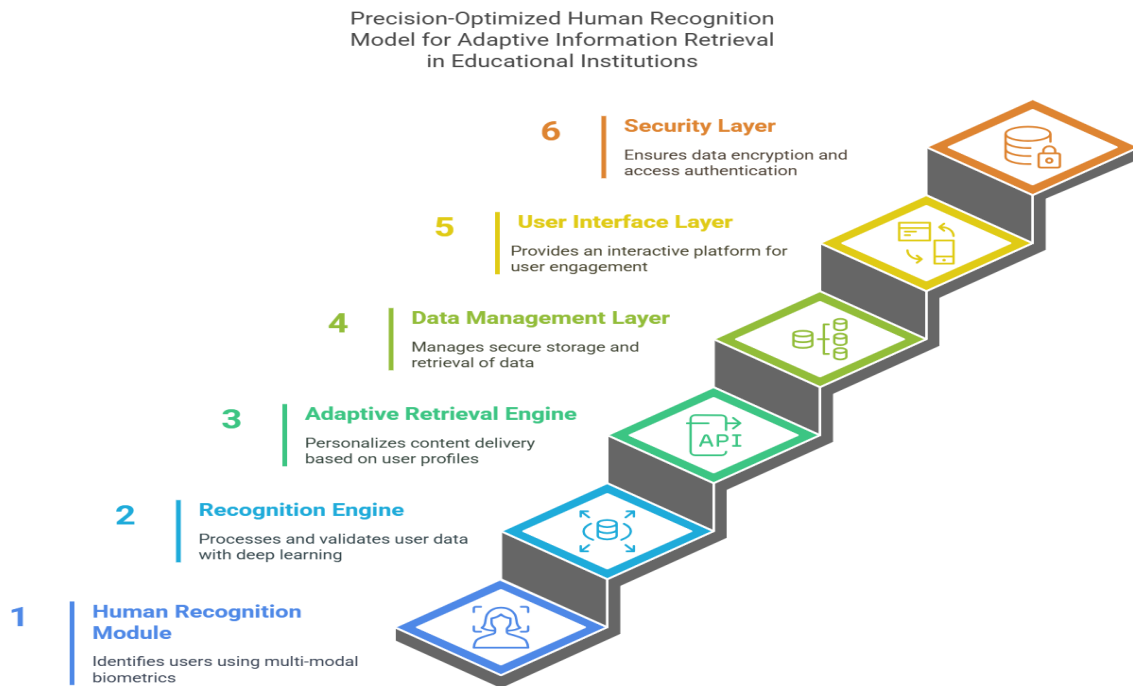 Precision-Optimized Human Recognition
Model for Adaptive Information Retrieval
in Educational Institutions
6
Security Layer
Ensures data encryption and
access authentication
5
User Interface Layer
Provides an interactive platform for
user engagement
4
Data Management Layer
Manages secure storage and
retrieval of data
3
Adaptive Retrieval Engine
Personalizes content delivery
based on user profiles
API
2
Recognition Engine
Processes and validates user data
with deep learning
1
Human Recognition
Module
Identifies users using multi-modal
biometrics